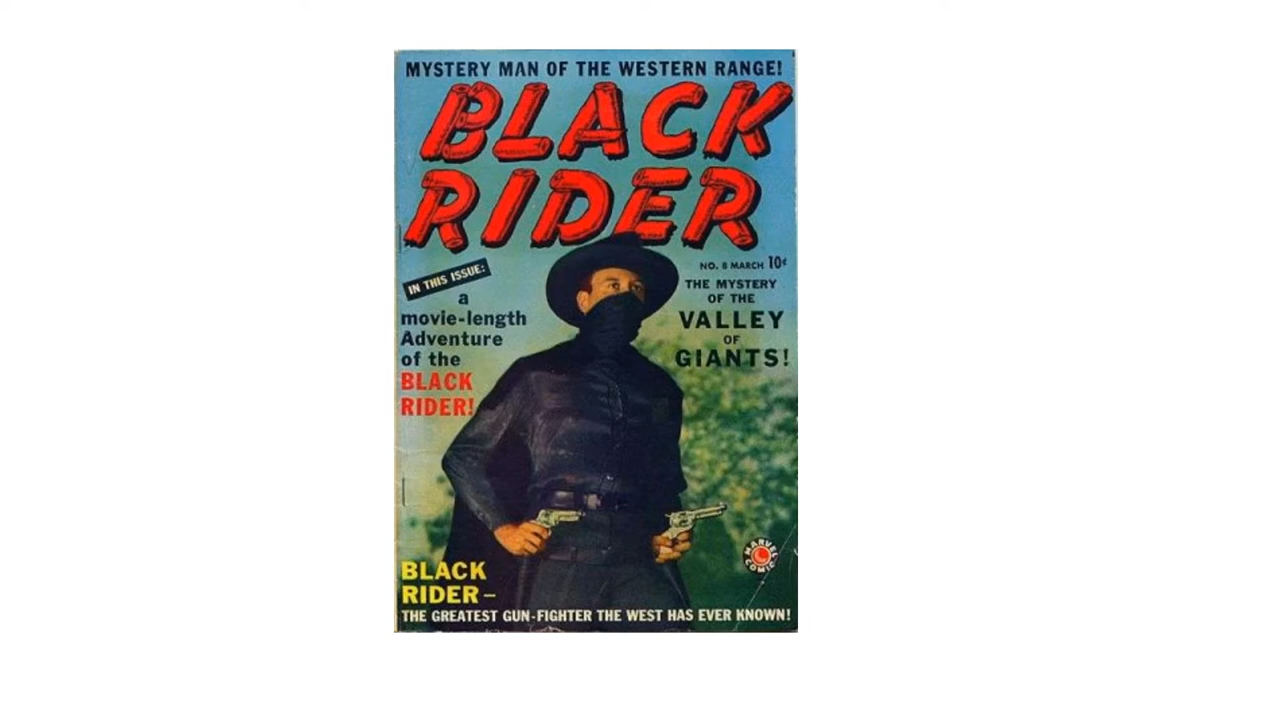 MYSTERY MAN OF THE WESTERN RANGE!
BLACK
RIDER
NO. 8 MARCH 10¢
IN THIS ISSUE:
a
movie-length
Adventure
of the
BLACK
RIDER!
THE MYSTERY
OF THE
VALLEY
OF
GIANTS!
MARVEL
COMIC
BLACK
RIDER –
THE GREATEST GUN-FIGHTER THE WEST HAS EVER KNOWN!